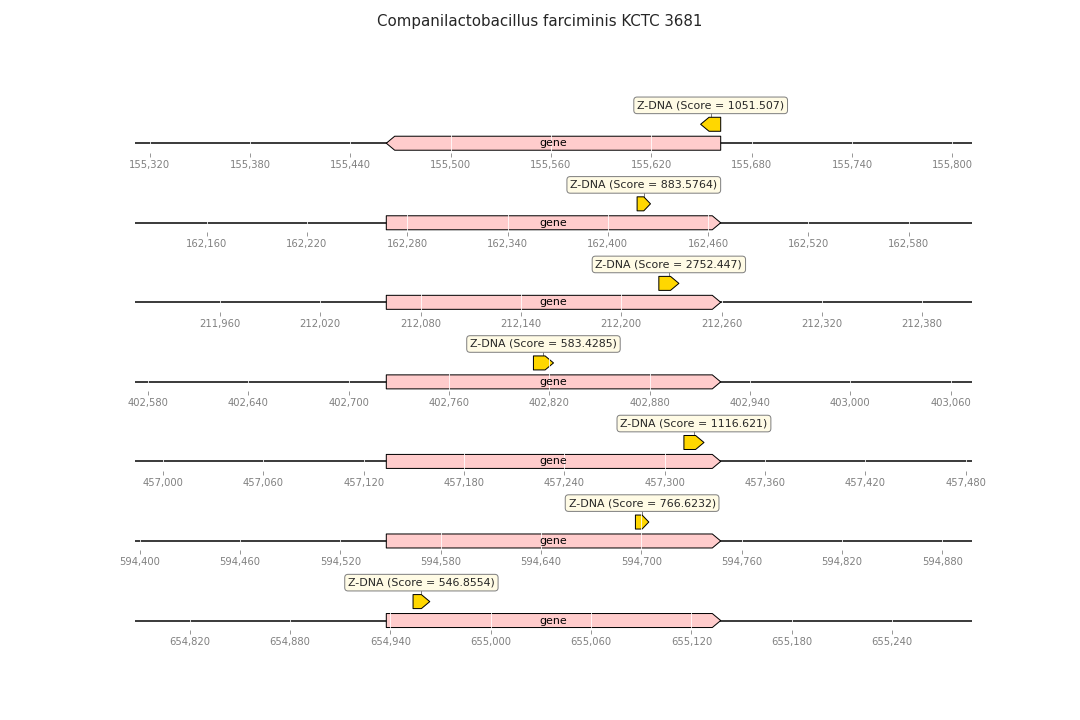 Companilactobacillus farciminis KCTC 3681
Z-DNA (Score = 1051.507)
gene
155,320 155,380 155,440 155,500 155,560 155,620 155,680 155,740 155,800
Z-DNA (Score = 883.5764)
gene
162,160 162,220 162,280 162,340 162,400 162,460 162,520 162,580
Z-DNA (Score = 2752.447)
gene
211,960 212,020 212,080 212,140 212,200 212,260 212,320 212,380
Z-DNA (Score = 583.4285)
gene
402,580 402,640 402,700 402,760 402,820 402,880 402,940 403,000 403,060
Z-DNA (Score = 1116.621)
gene
457,000 457,060 457,120 457,180 457,240 457,300 457,360 457,420 457,480
Z-DNA (Score = 766.6232)
gene
594,400 594,460 594,520 594,580 594,640 594,700 594,760 594,820 594,880
Z-DNA (Score = 546.8554)
gene
654,820 654,880 654,940 655,000 655,060 655,120 655,180 655,240